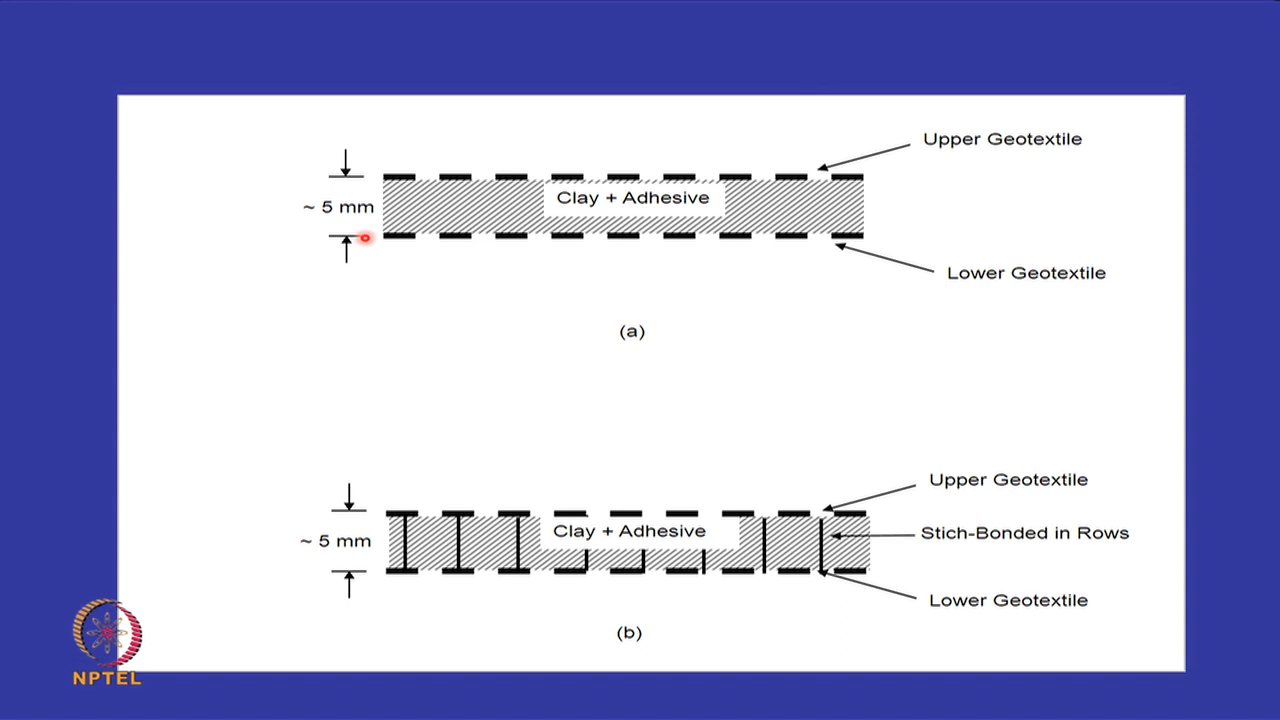 Upper Geotextile
Clay + Adhesive
~ 5 mm
Lower Geotextile
(a)
Upper Geotextile
Clay + Adhesive
Stich-Bonded in Rows
~ 5 mm
Lower Geotextile
(b)
NPTEL